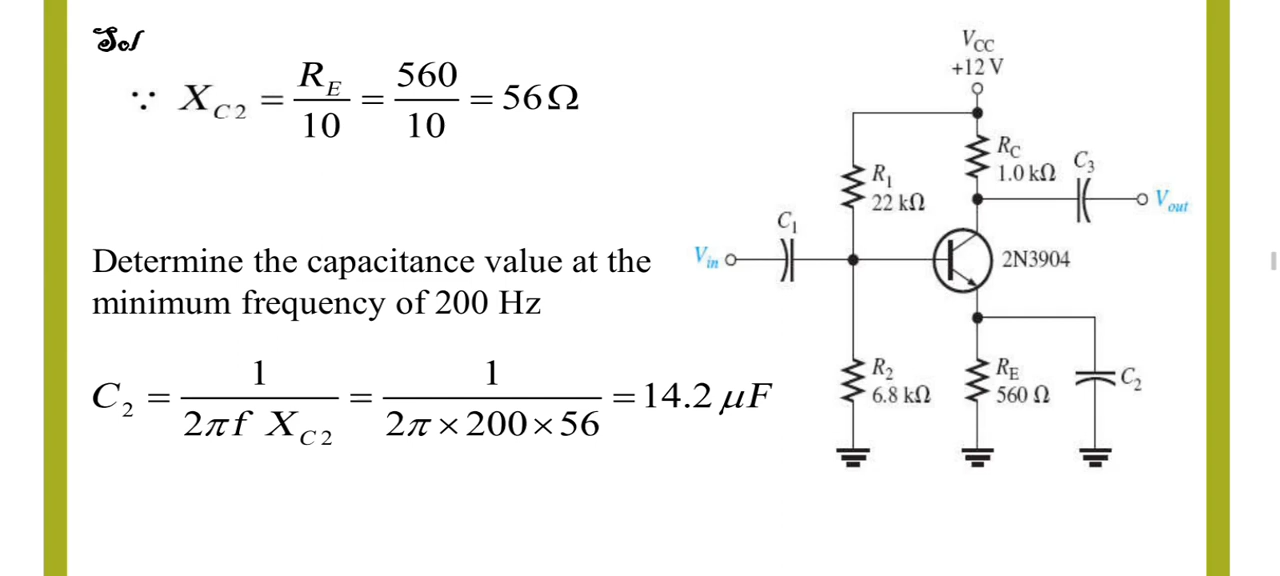 Sol
∵ X_C2 = R_E / 10 = 560 / 10 = 56Ω
Determine the capacitance value at the
minimum frequency of 200 Hz
C_2 = 1 / (2πf X_C2) = 1 / (2π × 200 × 56) = 14.2 μF
V_CC
+12 V
R_C
1.0 kΩ
C_3
V_out
R_1
22 kΩ
C_1
V_in
2N3904
R_2
6.8 kΩ
R_E
560 Ω
C_2